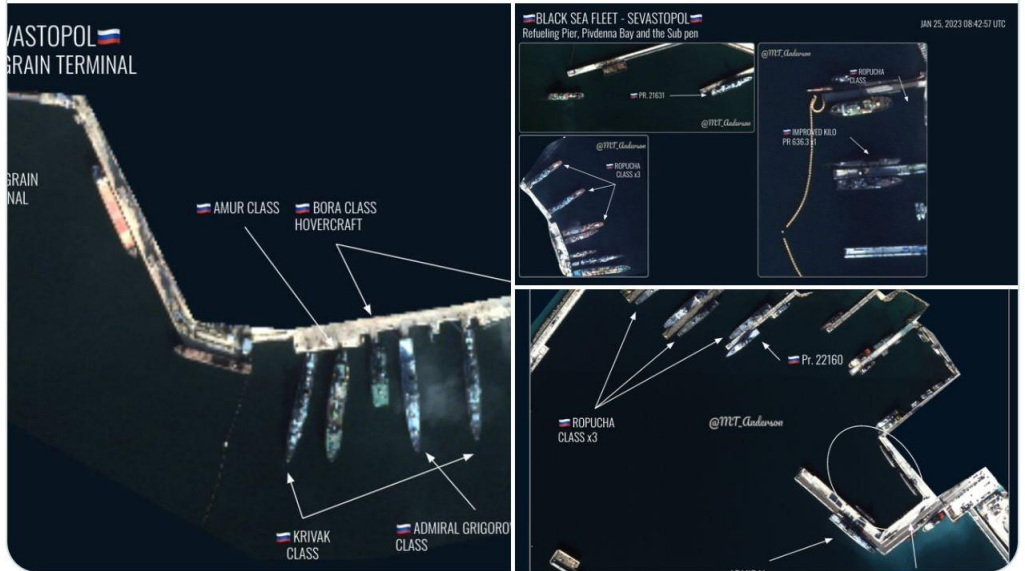 VASTOPOL
GRAIN TERMINAL
GRAIN
NAL
AMUR CLASS
BORA CLASS
HOVERCRAFT
KRIVAK
CLASS
ADMIRAL GRIGORO
CLASS
BLACK SEA FLEET - SEVASTOPOL
Refueling Pier, Pivdenna Bay and the Sub pen
JAN 25, 2023 08:42:57 UTC
PR. 21631
@MT_Anderson
@MT_Anderson
ROPUCHA
CLASS x3
@MT_Anderson
ROPUCHA
CLASS
IMPROVED KILO
PR 636.3 x1
Pr. 22160
ROPUCHA
CLASS x3
@MT_Anderson